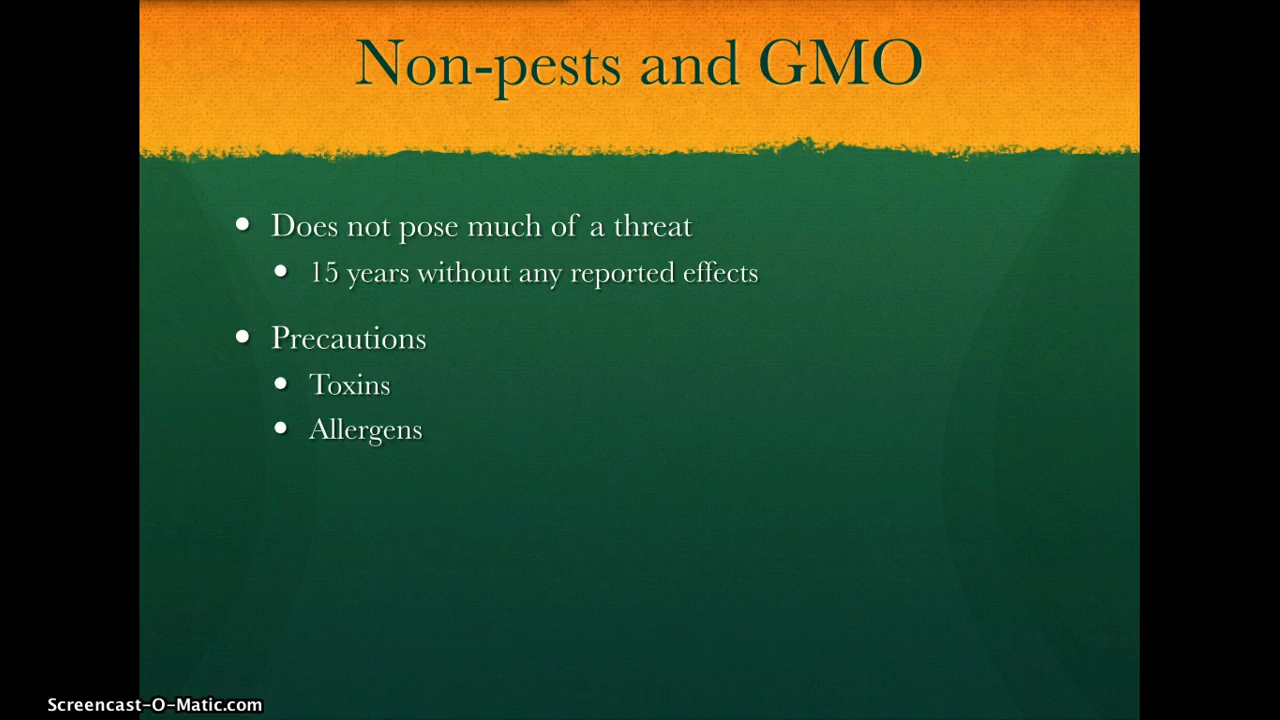 Non-pests and GMO
Does not pose much of a threat
15 years without any reported effects
Precautions
Toxins
Allergens
Screencast-O-Matic.com